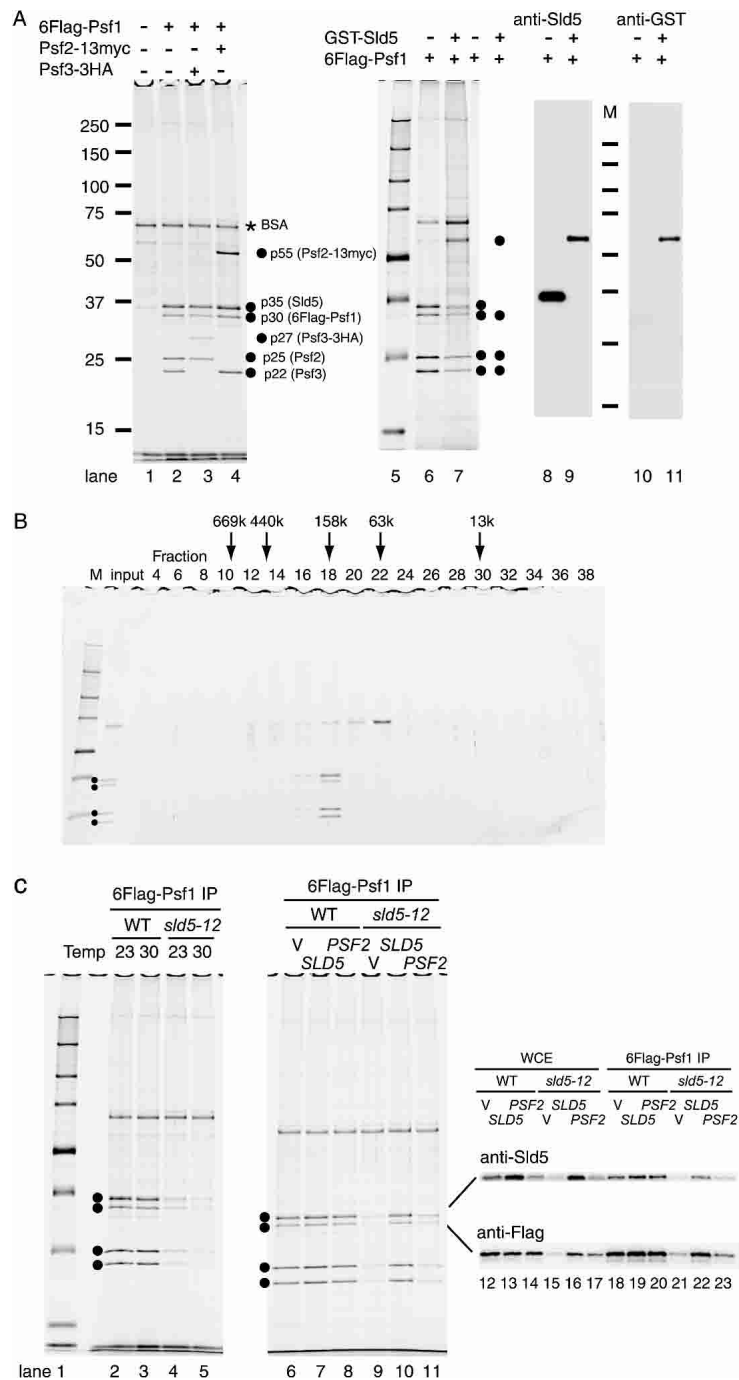 A
6Flag-Psf1 - + + +
Psf2-13myc - - - +
Psf3-3HA - - + -
250
150
100
75
50
37
25
15
* BSA
p55 (Psf2-13myc)
p35 (Sld5)
p30 (6Flag-Psf1)
p27 (Psf3-3HA)
p25 (Psf2)
p22 (Psf3)
lane 1 2 3 4
GST-Sld5 - + - +
6Flag-Psf1 + + + +
5 6 7
anti-Sld5
- +
+ +
8 9
M
anti-GST
- +
+ +
10 11
B
669k 440k 158k 63k 13k
Fraction
M input 4 6 8 10 12 14 16 18 20 22 24 26 28 30 32 34 36 38
C
6Flag-Psf1 IP
WT sld5-12
Temp 23 30 23 30
lane 1 2 3 4 5
6Flag-Psf1 IP
WT sld5-12
V PSF2 SLD5
SLD5 V PSF2
6 7 8 9 10 11
WCE 6Flag-Psf1 IP
WT sld5-12 WT sld5-12
V PSF2 SLD5 V PSF2 SLD5
SLD5 V PSF2 SLD5 V PSF2
anti-Sld5
anti-Flag
12 13 14 15 16 17 18 19 20 21 22 23